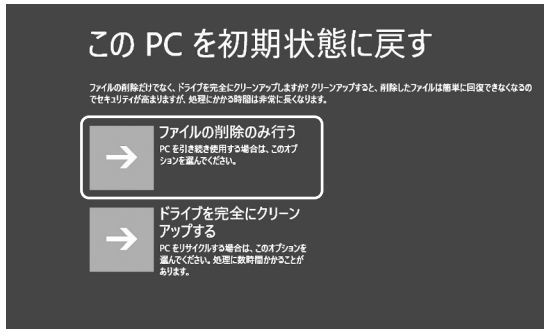 この PC を初期状態に戻す
ファイルの削除だけでなく、ドライブを完全にクリーンアップしますか? クリーンアップすると、削除したファイルは簡単に回復できなくなるの
でセキュリティが高まりますが、処理にかかる時間は非常に長くなります。
ファイルの削除のみ行う
PC を引き続き使用する場合は、このオプ
ションを選んでください。
ドライブを完全にクリーン
アップする
PC をリサイクルする場合は、このオプションを
選んでください。処理に数時間かかることが
あります。